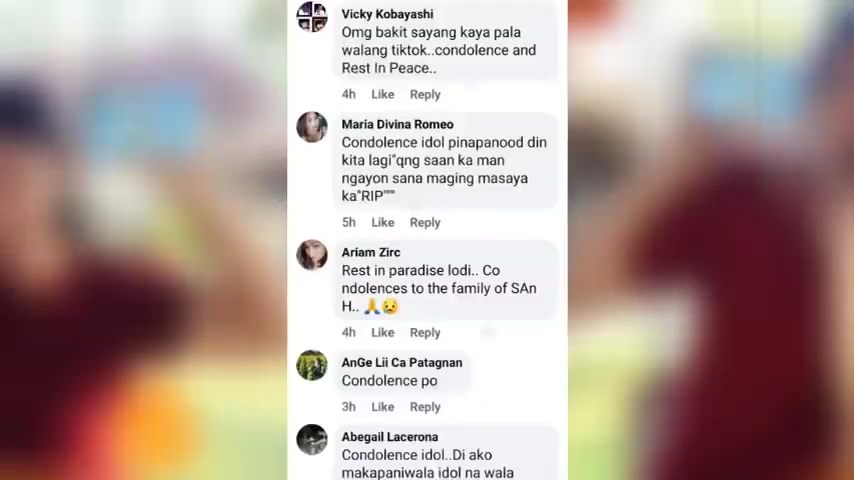 Vicky Kobayashi
Omg bakit sayang kaya pala
walang tiktok..condolence and
Rest In Peace..
4h Like Reply
Maria Divina Romeo
Condolence idol pinapanood din
kita lagi"qng saan ka man
ngayon sana maging masaya
ka"RIP"""
5h Like Reply
Ariam Zirc
Rest in paradise lodi.. Co
ndolences to the family of SAn
H.. 🙏😥
4h Like Reply
AnGe Lii Ca Patagnan
Condolence po
3h Like Reply
Abegail Lacerona
Condolence idol..Di ako
makapaniwala idol na wala